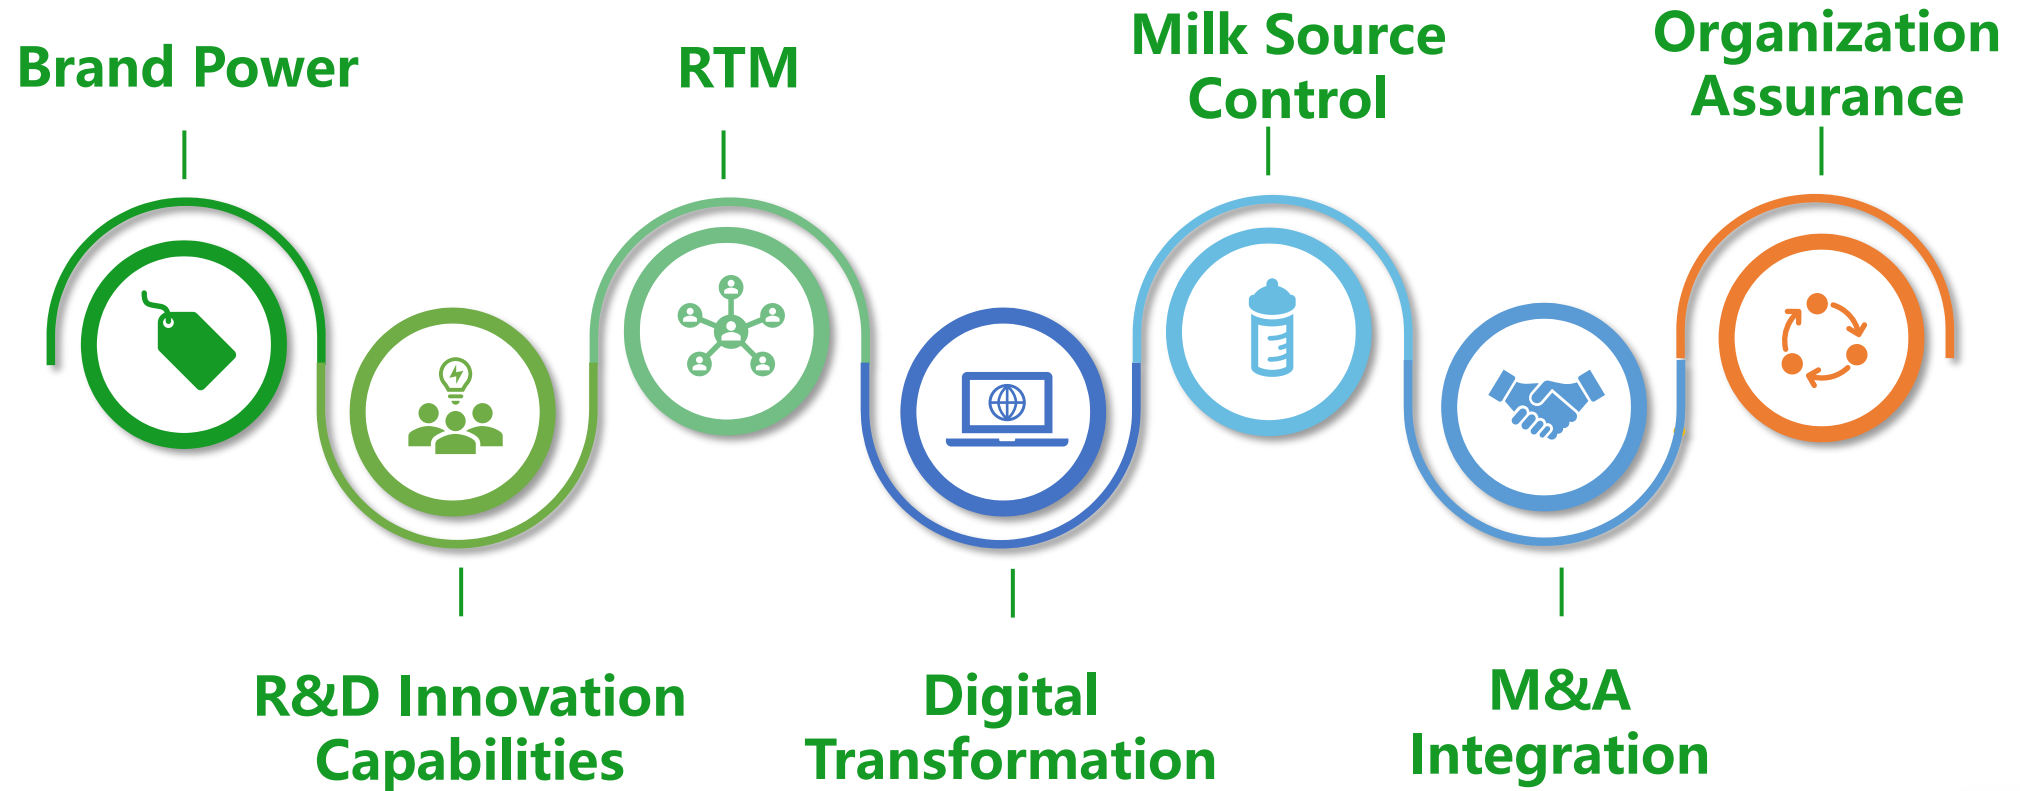 Brand Power
RTM
Milk Source
Control
Organization
Assurance
R&D Innovation
Capabilities
Digital
Transformation
M&A
Integration